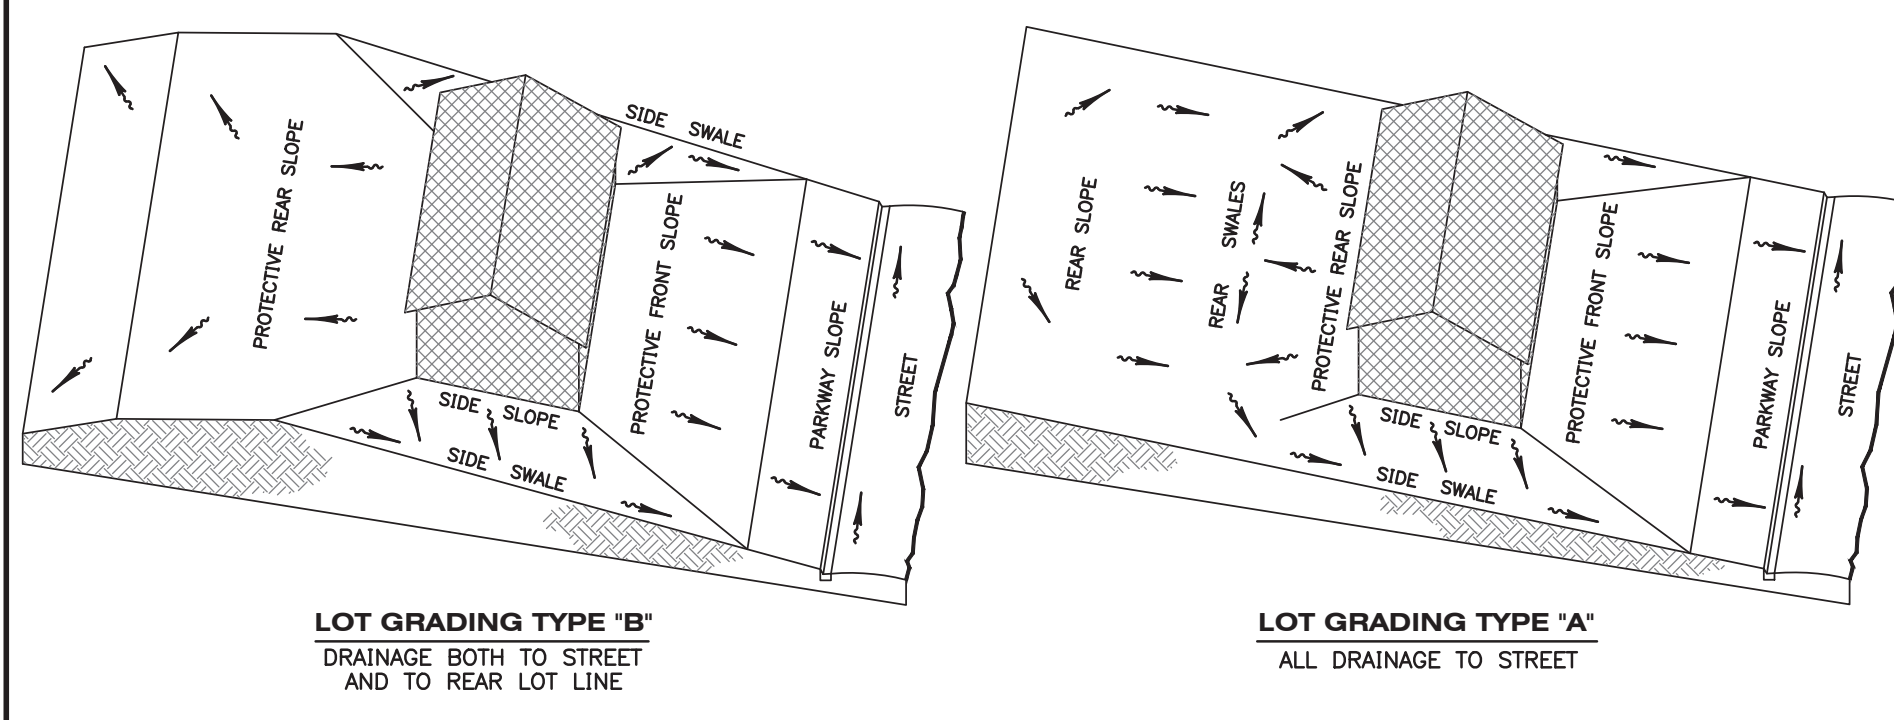 SIDE SWALE
PROTECTIVE REAR SLOPE
PROTECTIVE FRONT SLOPE
PARKWAY SLOPE
STREET
SIDE SLOPE
SIDE SWALE
LOT GRADING TYPE "B"
DRAINAGE BOTH TO STREET
AND TO REAR LOT LINE
REAR SLOPE
REAR SWALES
PROTECTIVE REAR SLOPE
PROTECTIVE FRONT SLOPE
PARKWAY SLOPE
STREET
SIDE SLOPE
SIDE SWALE
LOT GRADING TYPE "A"
ALL DRAINAGE TO STREET